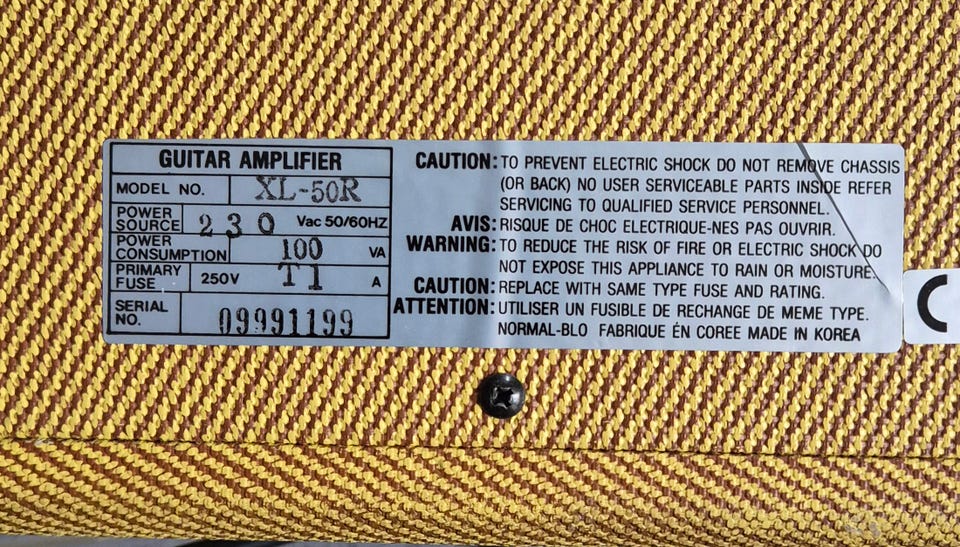 GUITAR AMPLIFIER
MODEL NO. XL-50R
POWER SOURCE 230 Vac 50/60HZ
POWER CONSUMPTION 100 VA
PRIMARY FUSE 250V T1 A
SERIAL NO. 09991199
CAUTION: TO PREVENT ELECTRIC SHOCK DO NOT REMOVE CHASSIS
(OR BACK) NO USER SERVICEABLE PARTS INSIDE REFER
SERVICING TO QUALIFIED SERVICE PERSONNEL.
AVIS: RISQUE DE CHOC ELECTRIQUE-NES PAS OUVRIR.
WARNING: TO REDUCE THE RISK OF FIRE OR ELECTRIC SHOCK DO
NOT EXPOSE THIS APPLIANCE TO RAIN OR MOISTURE.
CAUTION: REPLACE WITH SAME TYPE FUSE AND RATING.
ATTENTION: UTILISER UN FUSIBLE DE RECHANGE DE MEME TYPE.
NORMAL-BLO FABRIQUE ÉN COREE MADE IN KOREA